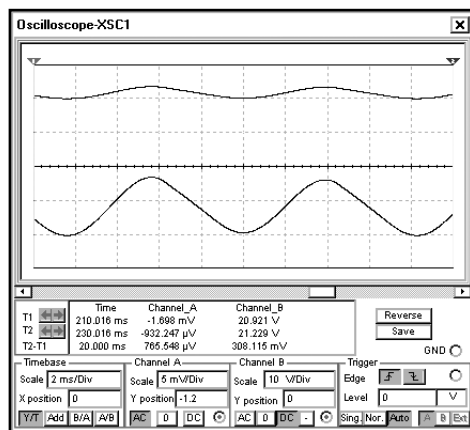 Oscilloscope-XSC1
Time Channel_A Channel_B
T1 210.016 ms -1.698 mV 20.921 V
T2 230.016 ms -932.247 µV 21.229 V
T2-T1 20.000 ms 765.548 µV 308.115 mV
Reverse
Save
GND
Timebase Channel A Channel B Trigger
Scale 2 ms/Div Scale 5 mV/Div Scale 10 V/Div Edge
X position 0 Y position -1.2 Y position 0 Level 0 V
Y/T Add B/A A/B AC 0 DC AC 0 DC - Sing. Nor. Auto A B Ext